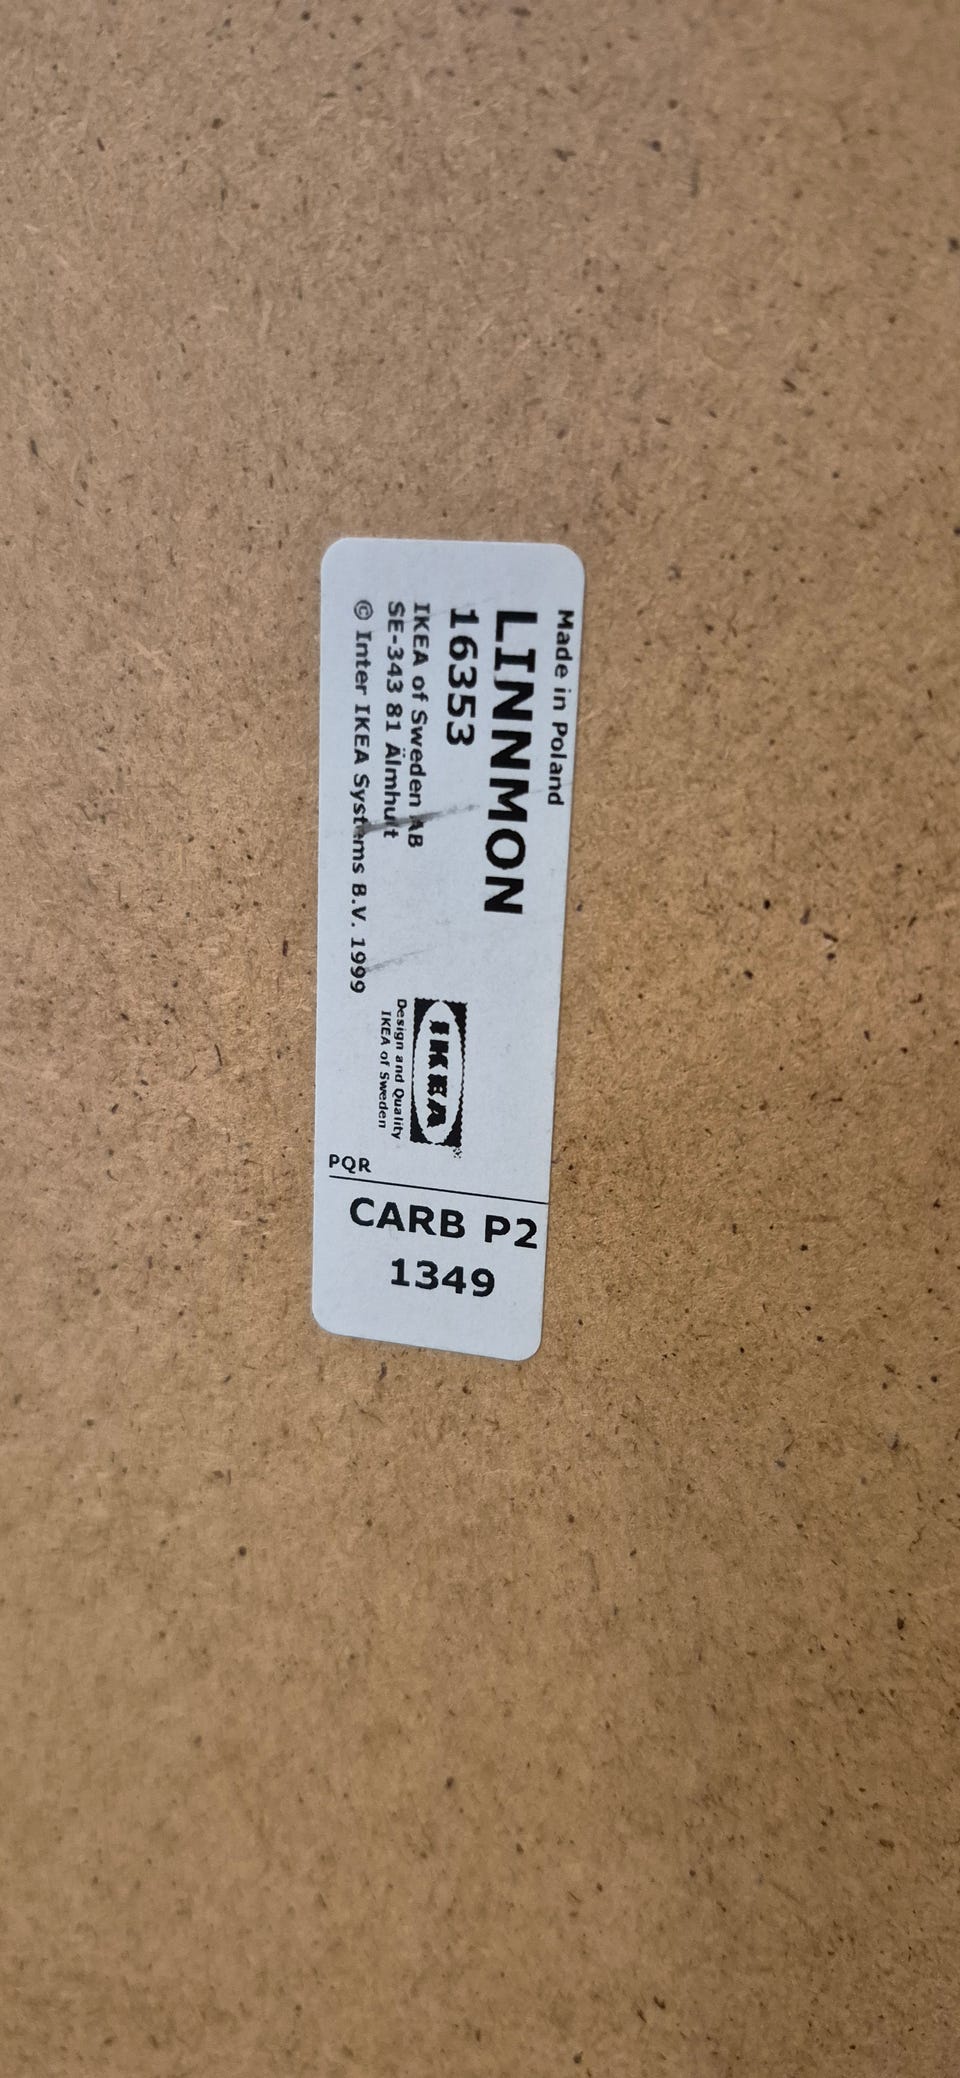 Made in Poland
LINNMON
16353
IKEA of Sweden AB
SE-343 81 Älmhult
© Inter IKEA Systems B.V. 1999
IKEA®
Design and Quality
IKEA of Sweden
PQR
CARB P2
1349